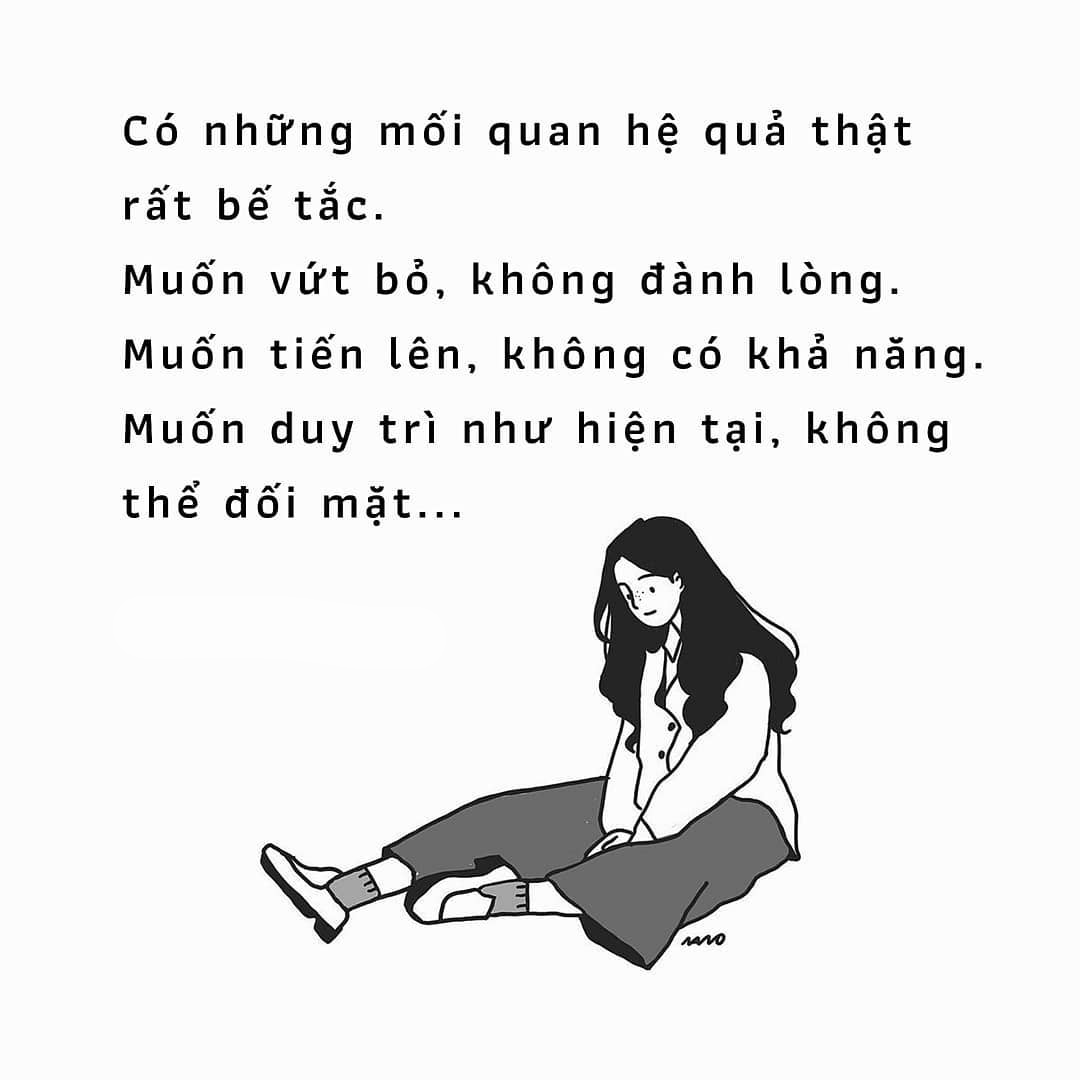 Có những mối quan hệ quả thật
rất bế tắc.
Muốn vứt bỏ, không đành lòng.
Muốn tiến lên, không có khả năng.
Muốn duy trì như hiện tại, không
thể đối mặt...